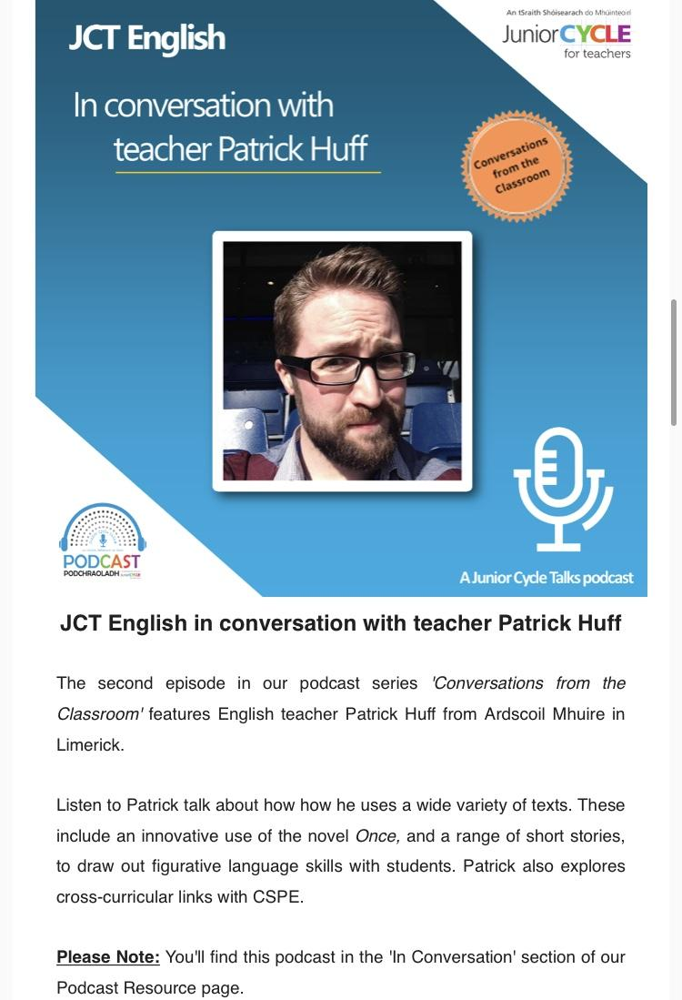 JCT English
An tSraith Shóisearach do Mhúinteoirí
JuniorCYCLE
for teachers
In conversation with
teacher Patrick Huff
Conversations
from the
Classroom
PODCAST
PODCHRAOLADH
A Junior Cycle Talks podcast
JCT English in conversation with teacher Patrick Huff
The second episode in our podcast series 'Conversations from the
Classroom' features English teacher Patrick Huff from Ardscoil Mhuire in
Limerick.
Listen to Patrick talk about how how he uses a wide variety of texts. These
include an innovative use of the novel Once, and a range of short stories,
to draw out figurative language skills with students. Patrick also explores
cross-curricular links with CSPE.
Please Note: You'll find this podcast in the 'In Conversation' section of our
Podcast Resource page.